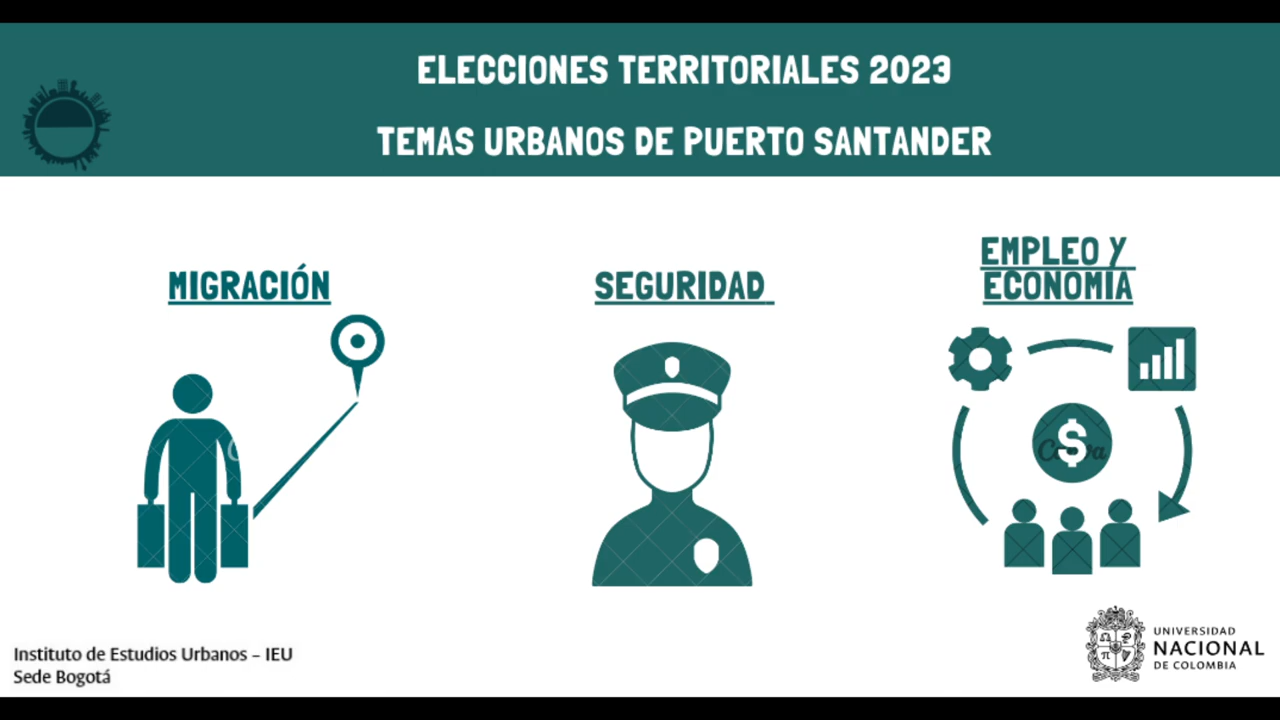 ELECCIONES TERRITORIALES 2023
TEMAS URBANOS DE PUERTO SANTANDER
MIGRACIÓN
SEGURIDAD
EMPLEO Y
ECONOMIA
$
Canva
Instituto de Estudios Urbanos – IEU
Sede Bogotá
UNIVERSIDAD
NACIONAL
DE COLOMBIA